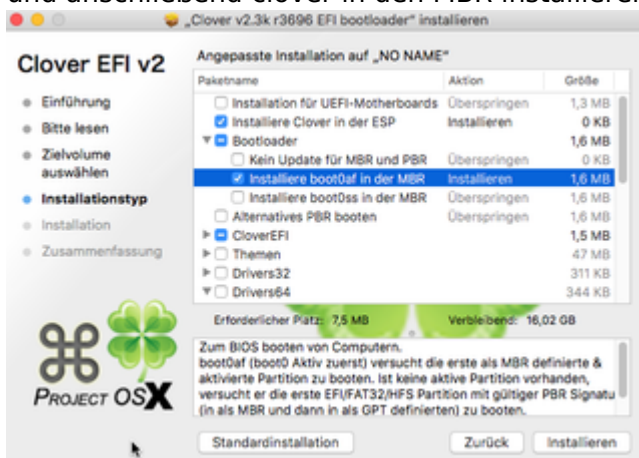 und anschließend clover in den MBR installieren
„Clover v2.3k r3696 EFI bootloader“ installieren
Clover EFI v2
Einführung
Bitte lesen
Zielvolume
auswählen
Installationstyp
Installation
Zusammenfassung
PROJECT OSX
Angepasste Installation auf „NO NAME“
Paketname Aktion Größe
Installation für UEFI-Motherboards Überspringen 1,3 MB
Installiere Clover in der ESP Installieren 0 KB
Bootloader 1,6 MB
Kein Update für MBR und PBR Überspringen 0 KB
Installiere boot0af in der MBR Installieren 1,6 MB
Installiere boot0ss in der MBR Überspringen 1,6 MB
Alternatives PBR booten Überspringen 1,6 MB
CloverEFI 1,5 MB
Themen 47 MB
Drivers32 311 KB
Drivers64 344 KB
Erforderlicher Platz: 7,5 MB Verbleibend: 16,02 GB
Zum BIOS booten von Computern.
boot0af (boot0 Aktiv zuerst) versucht die erste als MBR definierte &
aktivierte Partition zu booten. Ist keine aktive Partition vorhanden,
versucht er die erste EFI/FAT32/HFS Partition mit gültiger PBR Signatu
(in als MBR und dann in als GPT definierten) zu booten.
Standardinstallation Zurück Installieren